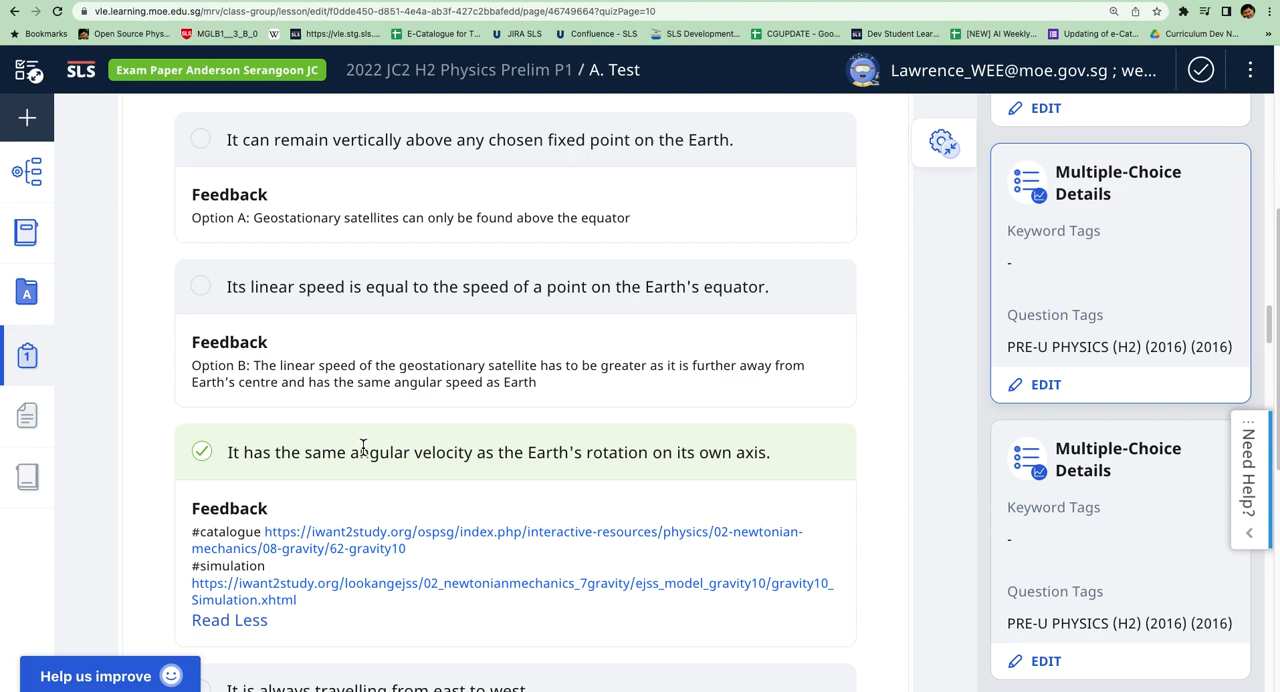 vle.learning.moe.edu.sg/mrv/class-group/lesson/edit/f0dde450-d851-4e4a-ab3f-427c2bbafedd/page/46749664?quizPage=10
Bookmarks
Open Source Physi...
MGLB1__3_B_0
W
https://vle.stg.sls....
E-Catalogue for T...
JIRA SLS
Confluence - SLS
SLS Development...
CGUPDATE - Goo...
Dev Student Lear...
[NEW] AI Weekly...
Updating of e-Cat...
Curriculum Dev N...
»
SLS
Exam Paper Anderson Serangoon JC
2022 JC2 H2 Physics Prelim P1 / A. Test
Lawrence_WEE@moe.gov.sg ; we...
It can remain vertically above any chosen fixed point on the Earth.
Feedback
Option A: Geostationary satellites can only be found above the equator
Its linear speed is equal to the speed of a point on the Earth's equator.
Feedback
Option B: The linear speed of the geostationary satellite has to be greater as it is further away from
Earth’s centre and has the same angular speed as Earth
It has the same angular velocity as the Earth's rotation on its own axis.
Feedback
#catalogue https://iwant2study.org/ospsg/index.php/interactive-resources/physics/02-newtonian-
mechanics/08-gravity/62-gravity10
#simulation
https://iwant2study.org/lookangejss/02_newtonianmechanics_7gravity/ejss_model_gravity10/gravity10_
Simulation.xhtml
Read Less
It is always travelling from east to west.
EDIT
Multiple-Choice
Details
Keyword Tags
-
Question Tags
PRE-U PHYSICS (H2) (2016) (2016)
EDIT
Multiple-Choice
Details
Keyword Tags
-
Question Tags
PRE-U PHYSICS (H2) (2016) (2016)
EDIT
Need Help?
A
1
Help us improve